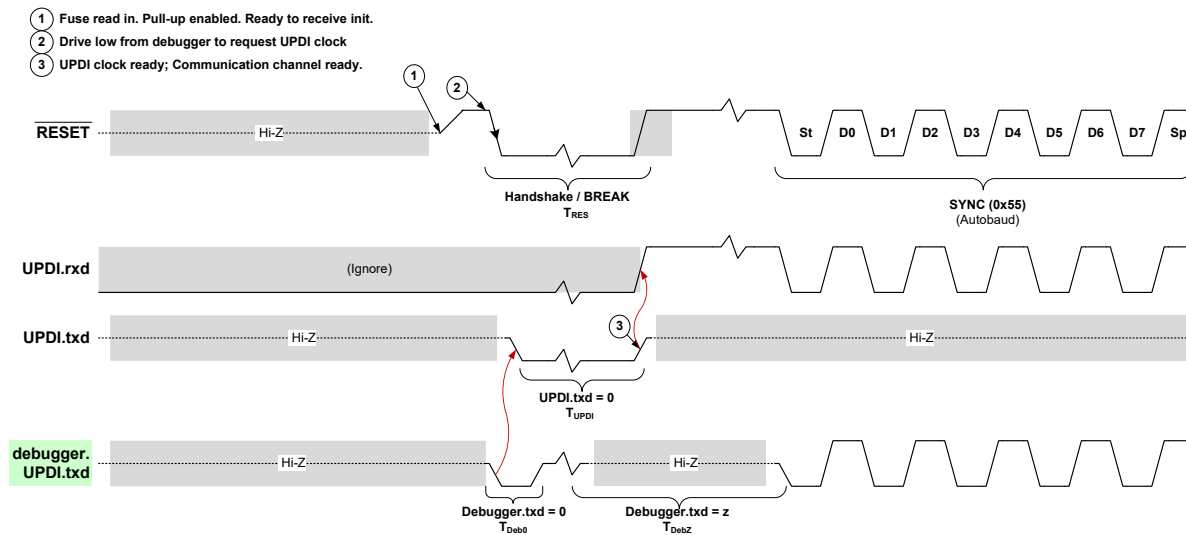 1 Fuse read in. Pull-up enabled. Ready to receive init.
2 Drive low from debugger to request UPDI clock
3 UPDI clock ready; Communication channel ready.
1
2
RESET
Hi-Z
St D0 D1 D2 D3 D4 D5 D6 D7 Sp
Handshake / BREAK
TRES
SYNC (0x55)
(Autobaud)
UPDI.rxd
(Ignore)
3
UPDI.txd
Hi-Z
Hi-Z
UPDI.txd = 0
TUPDI
debugger.
UPDI.txd
Hi-Z
Hi-Z
Debugger.txd = 0
TDeb0
Debugger.txd = z
TDebZ